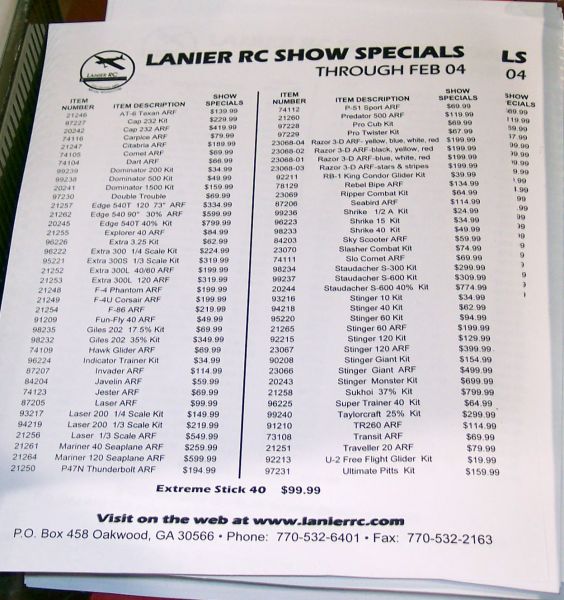 LANIER RC
LANIER RC SHOW SPECIALS
THROUGH FEB 04
ITEM NUMBER ITEM DESCRIPTION SHOW SPECIALS
21246 AT-6 Texan ARF $139.99
87227 Cap 232 Kit $229.99
20242 Cap 232 ARF $419.99
74116 Carpice ARF $79.99
21247 Citabria ARF $189.99
74105 Comet ARF $69.99
74104 Dart ARF $66.99
99239 Dominator 200 Kit $34.99
99238 Dominator 500 Kit $49.99
20241 Dominator 1500 Kit $159.99
97230 Double Trouble $69.99
21257 Edge 540T 120 73" ARF $334.99
21262 Edge 540 90" 30% ARF $599.99
20245 Edge 540T 40% Kit $799.99
21255 Explorer 40 ARF $84.99
96226 Extra 3.25 Kit $62.99
96222 Extra 300 1/4 Scale Kit $224.99
95221 Extra 300S 1/3 Scale Kit $319.99
21252 Extra 300L 40/60 ARF $199.99
21253 Extra 300L 120 ARF $319.99
21248 F-4 Phantom ARF $199.99
21249 F-4U Corsair ARF $199.99
21254 F-86 ARF $219.99
91209 Fun-Fly 40 ARF $49.99
98235 Giles 202 17.5% Kit $69.99
98232 Giles 202 35% Kit $349.99
74109 Hawk Glider ARF $69.99
96224 Indicator Trainer Kit $34.99
87207 Invader ARF $114.99
84204 Javelin ARF $59.99
74123 Jester ARF $69.99
87205 Laser ARF $99.99
93217 Laser 200 1/4 Scale Kit $149.99
94219 Laser 200 1/3 Scale Kit $219.99
21256 Laser 1/3 Scale ARF $549.99
21261 Mariner 40 Seaplane ARF $259.99
21264 Mariner 120 Seaplane ARF $599.99
21250 P47N Thunderbolt ARF $194.99
ITEM NUMBER ITEM DESCRIPTION SHOW SPECIALS
74112 P-51 Sport ARF $69.99
21260 Predator 500 ARF $119.99
97228 Pro Cub Kit $69.99
97229 Pro Twister Kit $67.99
23068-04 Razor 3-D ARF- yellow, blue, white, red $199.99
23068-02 Razor 3-D ARF-black, yellow, red $199.99
23068-01 Razor 3-D ARF-blue, white, red $199.99
23068-03 Razor 3-D ARF-stars & stripes $199.99
92211 RB-1 King Condor Glider Kit $39.99
78129 Rebel Bipe ARF $134.99
23069 Ripper Combat Kit $64.99
87206 Seabird ARF $114.99
99236 Shrike 1/2 A Kit $24.99
96223 Shrike 15 Kit $34.99
98233 Shrike 40 Kit $49.99
84203 Sky Scooter ARF $59.99
23070 Slasher Combat Kit $74.99
74111 Slo Comet ARF $69.99
98234 Staudacher S-300 Kit $299.99
99237 Staudacher S-600 Kit $309.99
20244 Staudacher S-600 40% Kit $774.99
93216 Stinger 10 Kit $34.99
94218 Stinger 40 Kit $62.99
95220 Stinger 60 Kit $94.99
21265 Stinger 60 ARF $199.99
92215 Stinger 120 Kit $129.99
23067 Stinger 120 ARF $399.99
90208 Stinger Giant Kit $154.99
23066 Stinger Giant ARF $499.99
20243 Stinger Monster Kit $699.99
21258 Sukhoi 37% Kit $799.99
96225 Super Trainer 40 Kit $64.99
99240 Taylorcraft 25% Kit $299.99
91210 TR260 ARF $114.99
73108 Transit ARF $69.99
21251 Traveller 20 ARF $79.99
92213 U-2 Free Flight Glider Kit $19.99
97231 Ultimate Pitts Kit $159.99
Extreme Stick 40 $99.99
Visit on the web at www.lanierrc.com
P.O. Box 458 Oakwood, GA 30566 • Phone: 770-532-6401 • Fax: 770-532-2163
LS
04